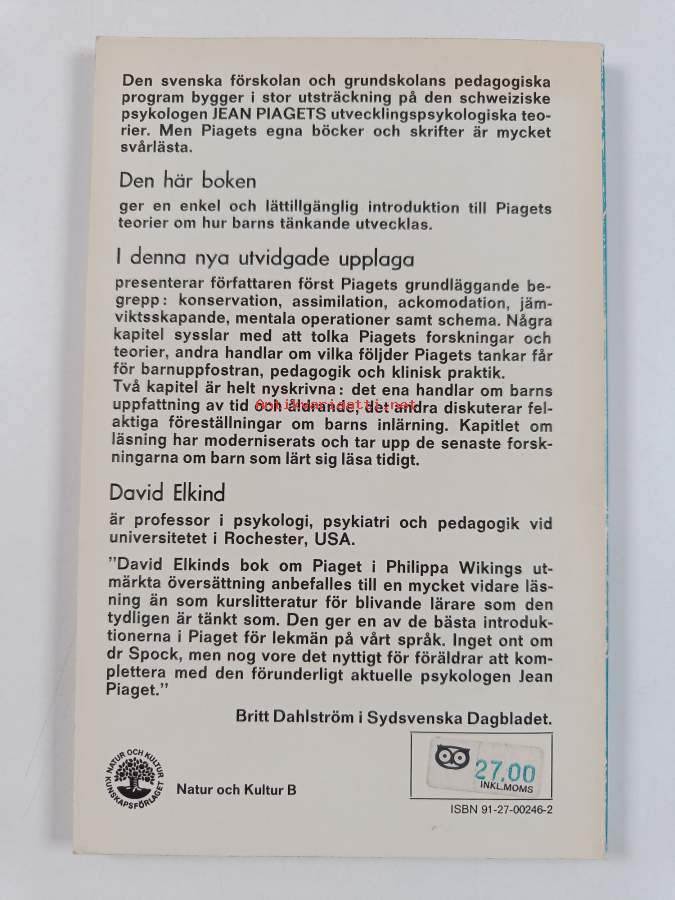 Den svenska förskolan och grundskolans pedagogiska
program bygger i stor utsträckning på den schweiziske
psykologen JEAN PIAGETS utvecklingspsykologiska teo-
rier. Men Piagets egna böcker och skrifter är mycket
svårlästa.
Den här boken
ger en enkel och lättillgänglig introduktion till Piagets
teorier om hur barns tänkande utvecklas.
I denna nya utvidgade upplaga
presenterar författaren först Piagets grundläggande be-
grepp: konservation, assimilation, ackomodation, jäm-
viktsskapande, mentala operationer samt schema. Några
kapitel sysslar med att tolka Piagets forskningar och
teorier, andra handlar om vilka följder Piagets tankar får
för barnuppfostran, pedagogik och klinisk praktik.
Två kapitel är helt nyskrivna: det ena handlar om barns
uppfattning av tid och åldrande, det andra diskuterar fel-
Antikvariaatti.net
aktiga föreställningar om barns inlärning. Kapitlet om
läsning har moderniserats och tar upp de senaste forsk-
ningarna om barn som lärt sig läsa tidigt.
David Elkind
är professor i psykologi, psykiatri och pedagogik vid
universitetet i Rochester, USA.
"David Elkinds bok om Piaget i Philippa Wikings ut-
märkta översättning anbefalles till en mycket vidare läs-
ning än som kurslitteratur för blivande lärare som den
tydligen är tänkt som. Den ger en av de bästa introduk-
tionerna i Piaget för lekmän på vårt språk. Inget ont om
dr Spock, men nog vore det nyttigt för föräldrar att kom-
plettera med den förunderligt aktuelle psykologen Jean
Piaget."
Britt Dahlström i Sydsvenska Dagbladet.
NATUR OCH KULTUR
KUNSKAPSFÖRLAGET
Natur och Kultur B
27,00
INKL.MOMS
ISBN 91-27-00246-2